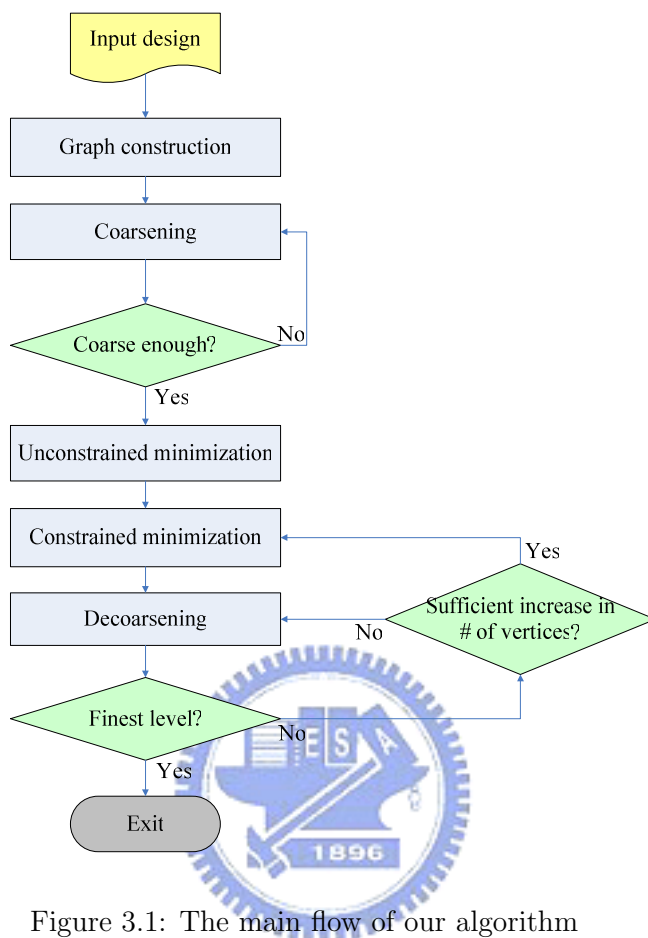 Input design
Graph construction
Coarsening
Coarse enough?
No
Yes
Unconstrained minimization
Constrained minimization
Yes
Decoarsening
Sufficient increase in
# of vertices?
No
Finest level?
No
Yes
Exit
E S A
1896
Figure 3.1: The main flow of our algorithm